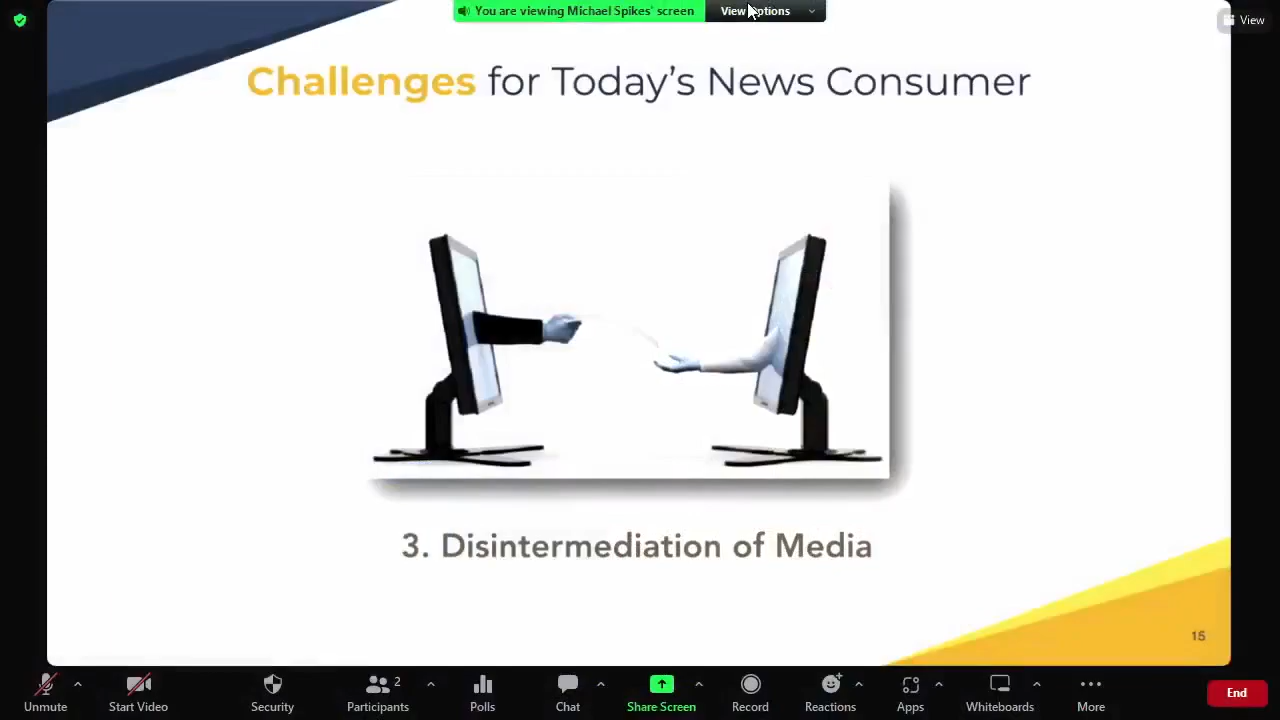 You are viewing Michael Spikes' screen
View Options
View
Challenges for Today's News Consumer
3. Disintermediation of Media
15
Unmute
Start Video
Security
Participants
2
Polls
Chat
Share Screen
Record
Reactions
Apps
Whiteboards
More
End